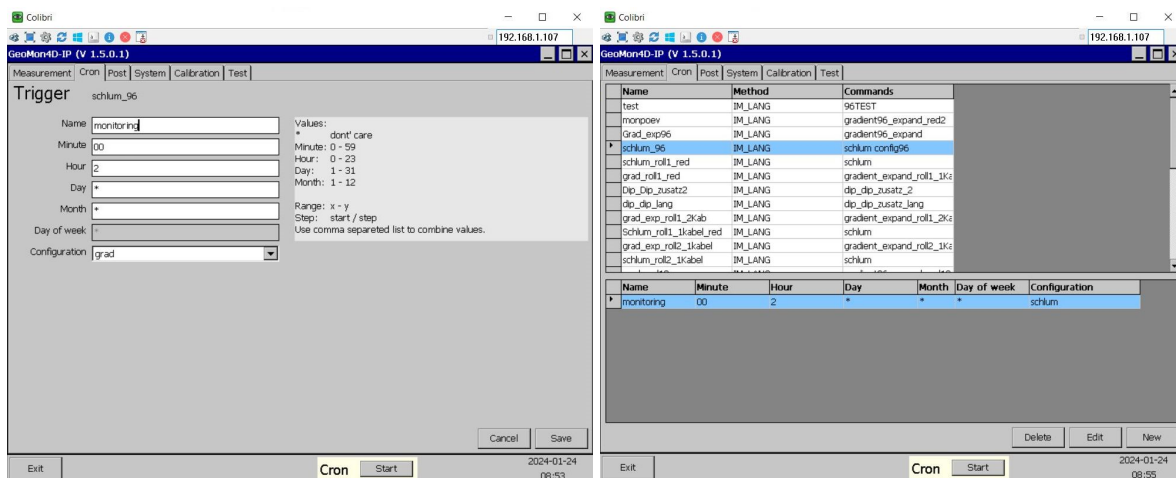 Colibri
192.168.1.107
GeoMon4D-IP (V 1.5.0.1)
Measurement Cron Post System Calibration Test
Trigger schlum_96
Name monitoring
Minute 00
Hour 2
Day *
Month *
Day of week *
Configuration grad
Values:
* dont' care
Minute: 0 - 59
Hour: 0 - 23
Day: 1 - 31
Month: 1 - 12
Range: x - y
Step: start / step
Use comma separeted list to combine values.
Cancel Save
Exit Cron Start 2024-01-24
08:53
Colibri
192.168.1.107
GeoMon4D-IP (V 1.5.0.1)
Measurement Cron Post System Calibration Test
Name Method Commands
test IM_LANG 96TEST
monpoev IM_LANG gradient96_expand_red2
Grad_exp96 IM_LANG gradient96_expand
schlum_96 IM_LANG schlum config96
schlum_roll1_red IM_LANG schlum
grad_roll1_red IM_LANG gradient_expand_roll1_1Ka
Dip_Dip_zusatz2 IM_LANG dip_dip_zusatz_2
dip_dip_lang IM_LANG dip_dip_zusatz_lang
grad_exp_roll1_2Kab IM_LANG gradient_expand_roll1_2Ka
Schlum_roll1_1kabel_red IM_LANG schlum
grad_exp_roll2_1kabel IM_LANG gradient_expand_roll2_1Ka
schlum_roll2_1Kabel IM_LANG schlum
Name Minute Hour Day Month Day of week Configuration
monitoring 00 2 * * * schlum
Delete Edit New
Exit Cron Start 2024-01-24
08:55